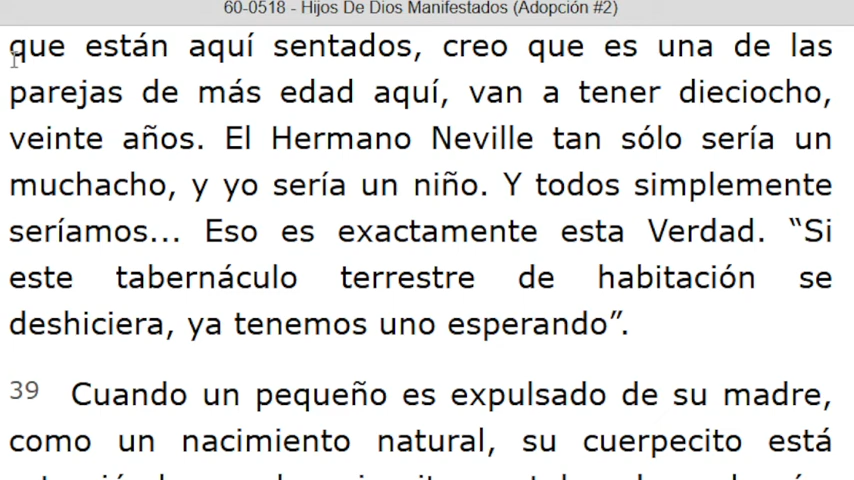 60-0518 - Hijos De Dios Manifestados (Adopción #2)
que están aquí sentados, creo que es una de las
parejas de más edad aquí, van a tener dieciocho,
veinte años. El Hermano Neville tan sólo sería un
muchacho, y yo sería un niño. Y todos simplemente
seríamos... Eso es exactamente esta Verdad. “Si
este tabernáculo terrestre de habitación se
deshiciera, ya tenemos uno esperando”.
39 Cuando un pequeño es expulsado de su madre,
como un nacimiento natural, su cuerpecito está